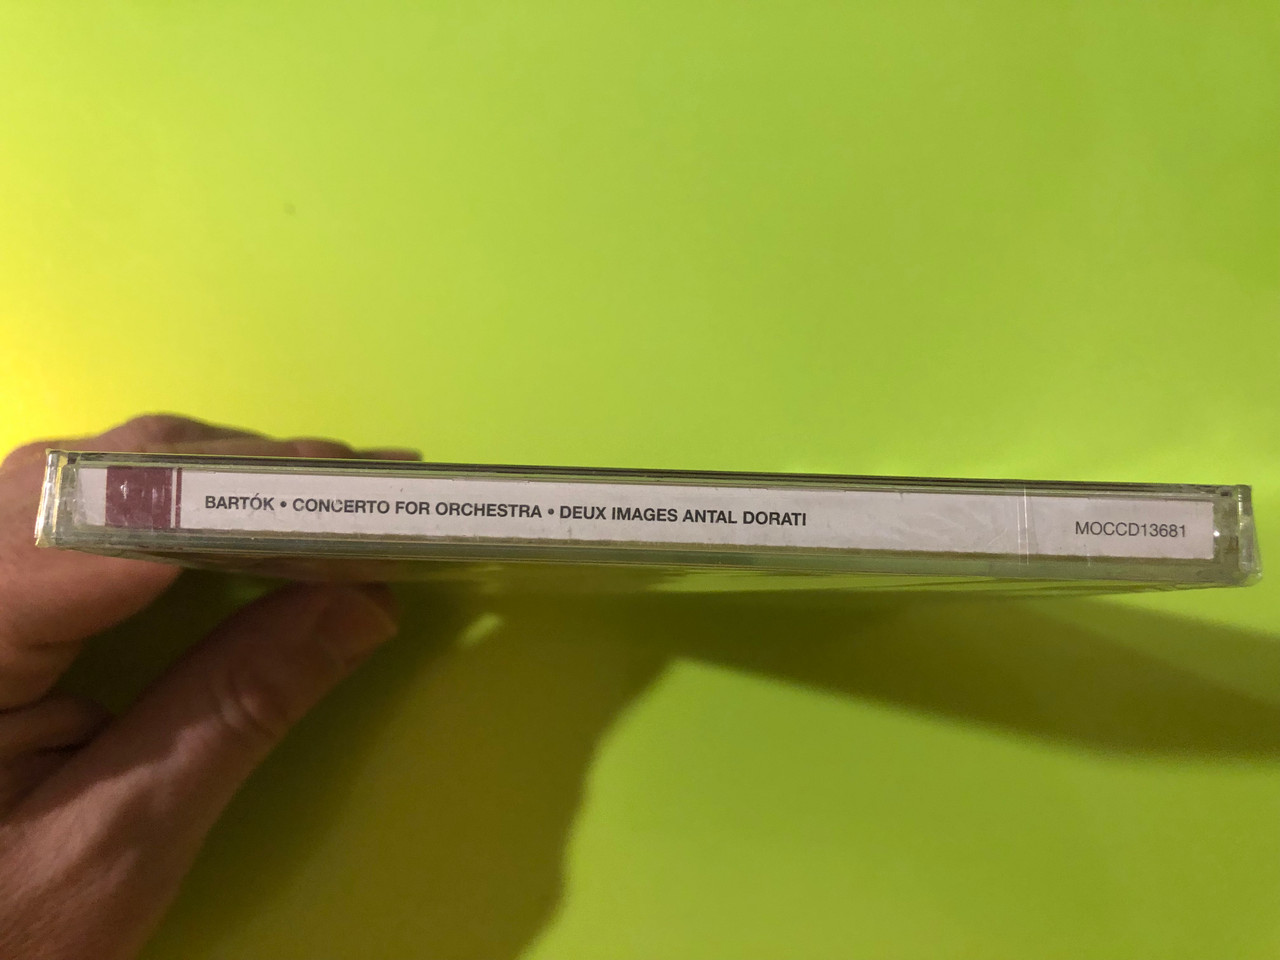 BARTÓK • CONCERTO FOR ORCHESTRA • DEUX IMAGES ANTAL DORATI
MOCCD13681